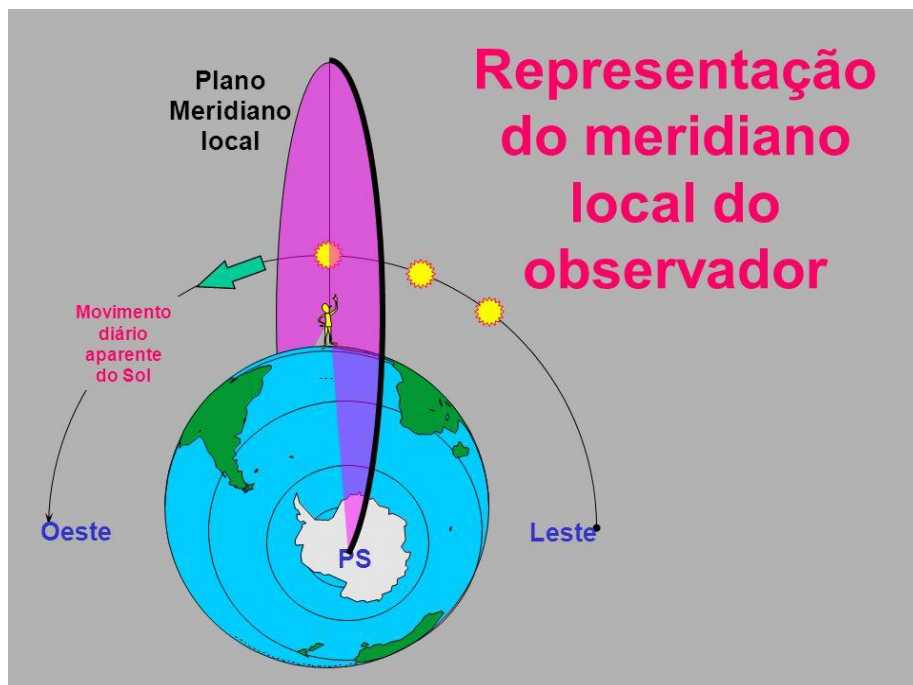 Representação
do meridiano
local do
observador
Plano
Meridiano
local
Movimento
diário
aparente
do Sol
Oeste
Leste
PS